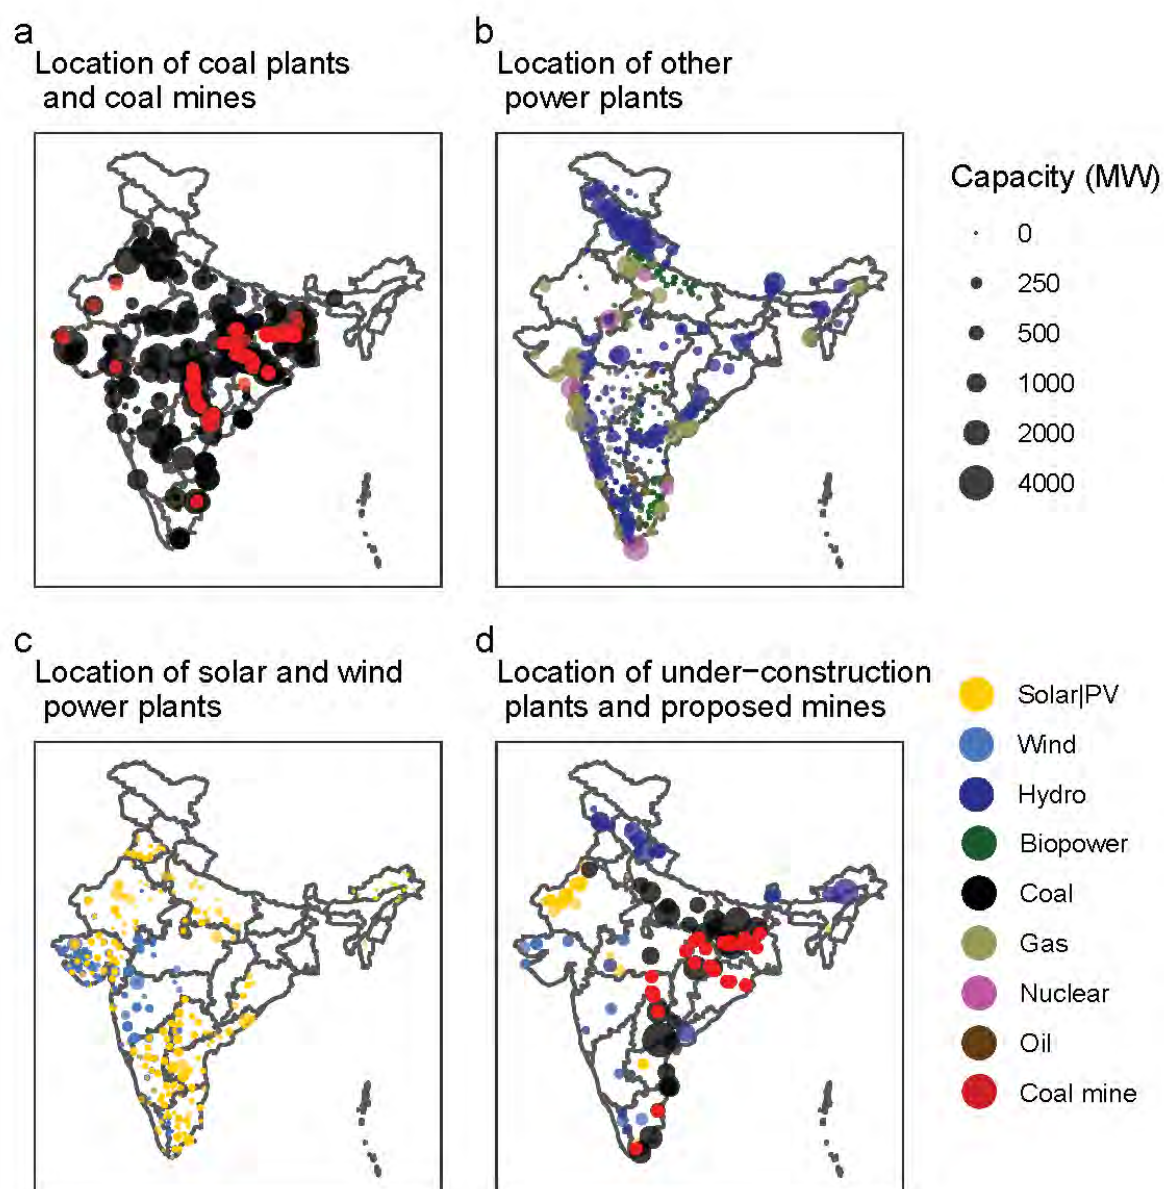 a
Location of coal plants
and coal mines
b
Location of other
power plants
Capacity (MW)
0
250
500
1000
2000
4000
c
Location of solar and wind
power plants
d
Location of under−construction
plants and proposed mines
Solar|PV
Wind
Hydro
Biopower
Coal
Gas
Nuclear
Oil
Coal mine